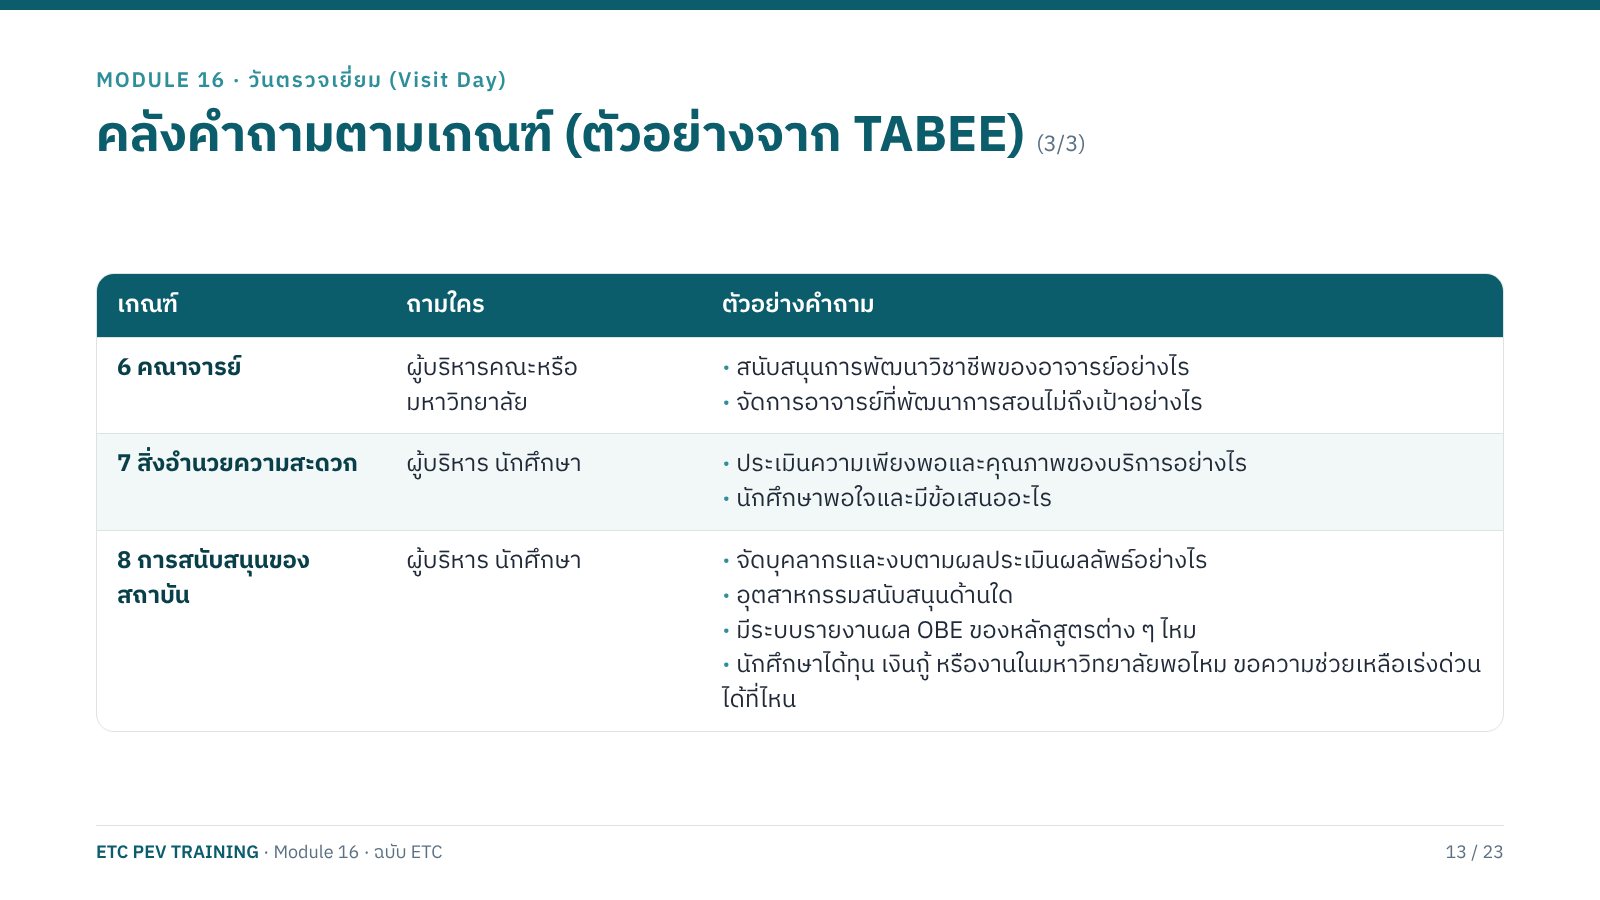 MODULE 16 · วันตรวจเยี่ยม (Visit Day)
คลังคำถามตามเกณฑ์ (ตัวอย่างจาก TABEE) (3/3)
เกณฑ์ ถามใคร ตัวอย่างคำถาม
6 คณาจารย์ ผู้บริหารคณะหรือ • สนับสนุนการพัฒนาวิชาชีพของอาจารย์อย่างไร
มหาวิทยาลัย • จัดการอาจารย์ที่พัฒนาการสอนไม่ถึงเป้าอย่างไร
7 สิ่งอำนวยความสะดวก ผู้บริหาร นักศึกษา • ประเมินความเพียงพอและคุณภาพของบริการอย่างไร
• นักศึกษาพอใจและมีข้อเสนออะไร
8 การสนับสนุนของ ผู้บริหาร นักศึกษา • จัดบุคลากรและงบตามผลประเมินผลลัพธ์อย่างไร
สถาบัน • อุตสาหกรรมสนับสนุนด้านใด
• มีระบบรายงานผล OBE ของหลักสูตรต่าง ๆ ไหม
• นักศึกษาได้ทุน เงินกู้ หรืองานในมหาวิทยาลัยพอไหม ขอความช่วยเหลือเร่งด่วน
ได้ที่ไหน
ETC PEV TRAINING · Module 16 · ฉบับ ETC 13 / 23